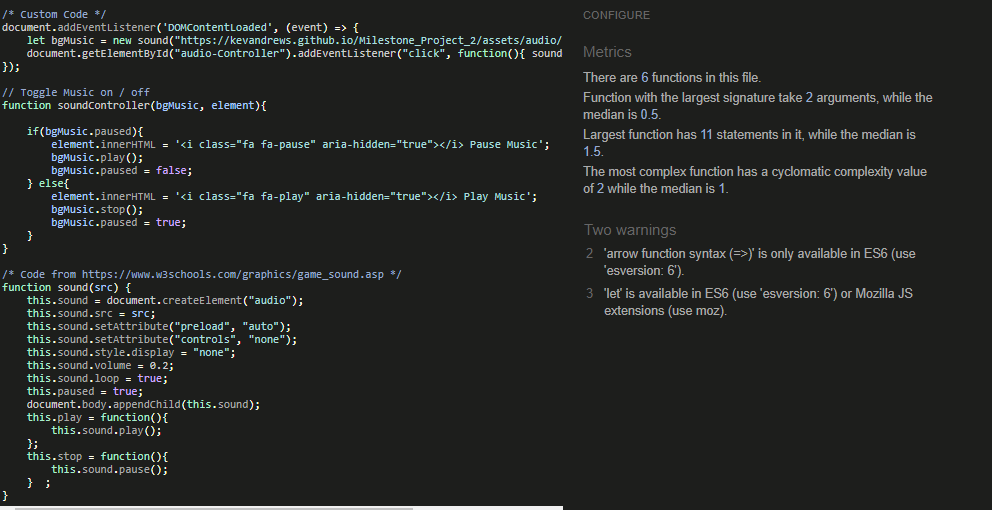 /* Custom Code */
document.addEventListener('DOMContentLoaded', (event) => {
    let bgMusic = new sound("https://kevandrews.github.io/Milestone_Project_2/assets/audio/
    document.getElementById("audio-Controller").addEventListener("click", function(){ sound
});

// Toggle Music on / off
function soundController(bgMusic, element){

    if(bgMusic.paused){
        element.innerHTML = '<i class="fa fa-pause" aria-hidden="true"></i> Pause Music';
        bgMusic.play();
        bgMusic.paused = false;
    } else{
        element.innerHTML = '<i class="fa fa-play" aria-hidden="true"></i> Play Music';
        bgMusic.stop();
        bgMusic.paused = true;
    }
}

/* Code from https://www.w3schools.com/graphics/game_sound.asp */
function sound(src) {
    this.sound = document.createElement("audio");
    this.sound.src = src;
    this.sound.setAttribute("preload", "auto");
    this.sound.setAttribute("controls", "none");
    this.sound.style.display = "none";
    this.sound.volume = 0.2;
    this.sound.loop = true;
    this.paused = true;
    document.body.appendChild(this.sound);
    this.play = function(){
        this.sound.play();
    };
    this.stop = function(){
        this.sound.pause();
    }  ;
}
CONFIGURE
Metrics
There are 6 functions in this file.
Function with the largest signature take 2 arguments, while the
median is 0.5.
Largest function has 11 statements in it, while the median is
1.5.
The most complex function has a cyclomatic complexity value
of 2 while the median is 1.
Two warnings
2 'arrow function syntax (=>)' is only available in ES6 (use
'esversion: 6').
3 'let' is available in ES6 (use 'esversion: 6') or Mozilla JS
extensions (use moz).